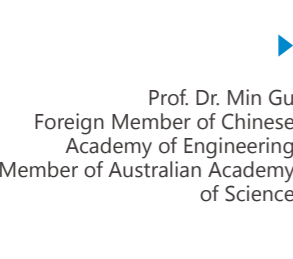 Prof. Dr. Min Gu
Foreign Member of Chinese
Academy of Engineering
Member of Australian Academy
of Science